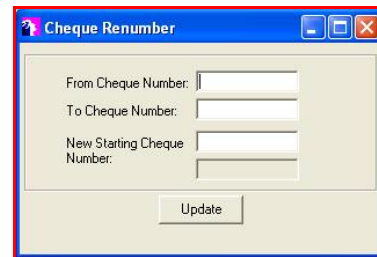 Cheque Renumber
From Cheque Number:
To Cheque Number:
New Starting Cheque
Number:
Update